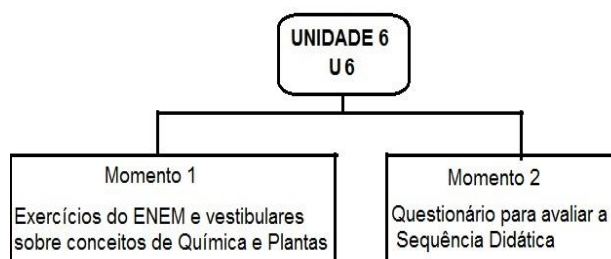 UNIDADE 6
U 6
Momento 1
Exercícios do ENEM e vestibulares
sobre conceitos de Química e Plantas
Momento 2
Questionário para avaliar a
Sequência Didática